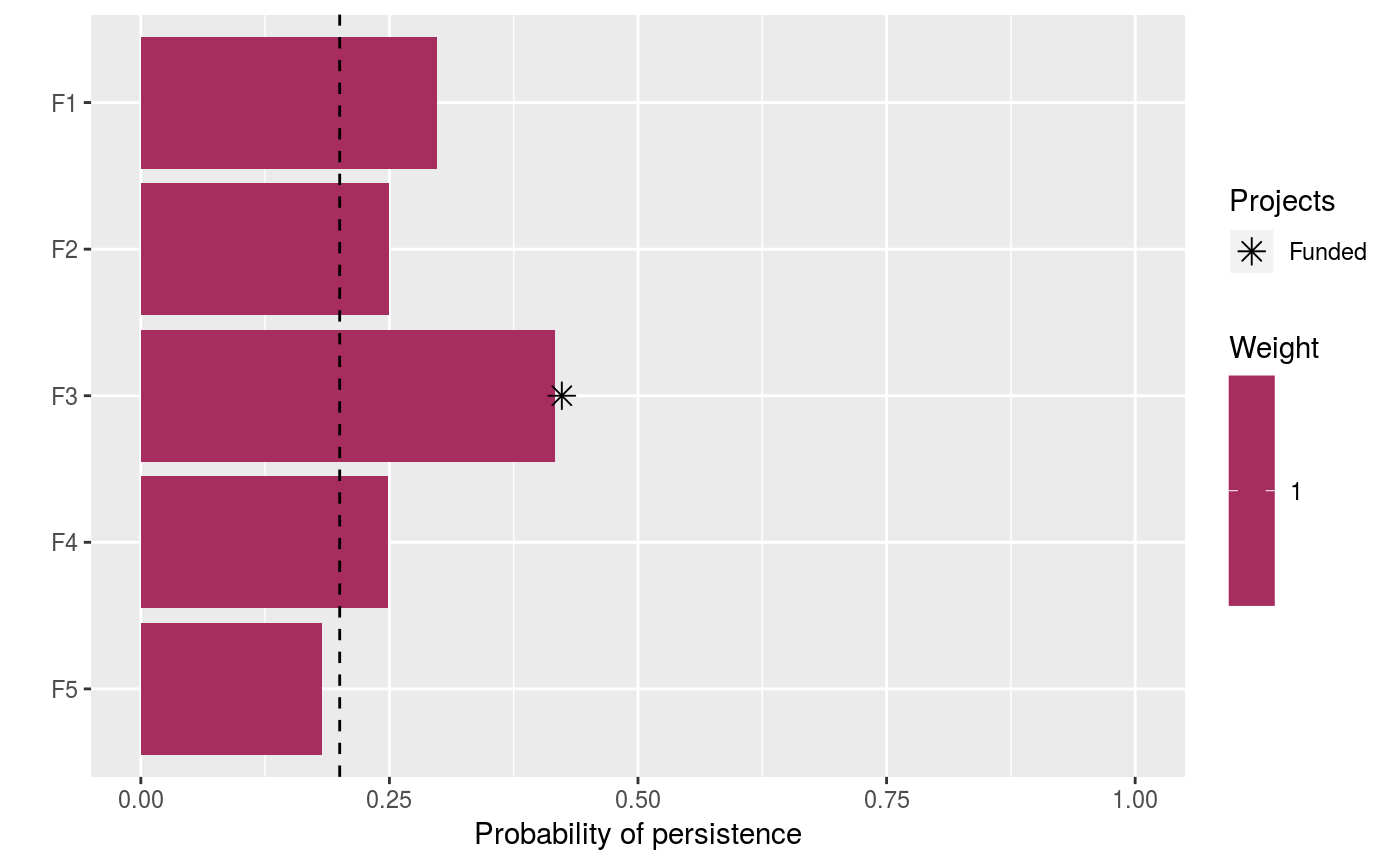 F1
F2
F3
F4
F5
0.00 0.25 0.50 0.75 1.00
Probability of persistence
Projects
Funded
Weight
1